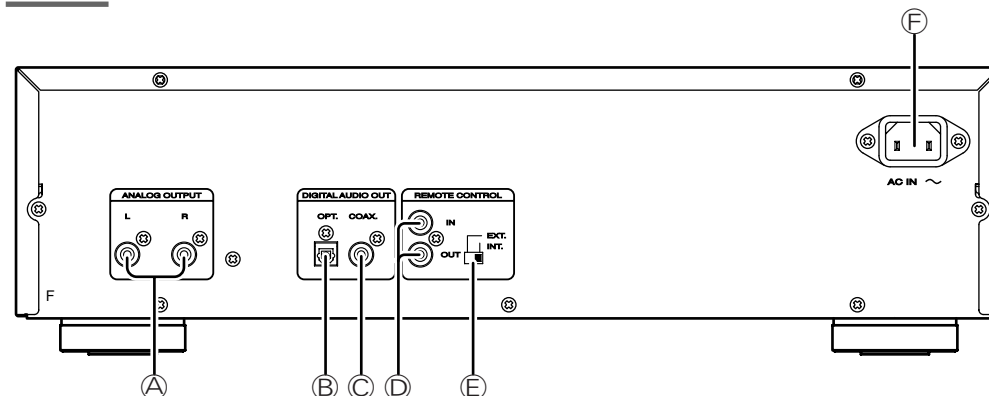 Ⓕ
AC IN ～
ANALOG OUTPUT
L R
DIGITAL AUDIO OUT
OPT. COAX.
REMOTE CONTROL
IN
OUT
EXT.
INT.
F
Ⓐ Ⓑ Ⓒ Ⓓ Ⓔ